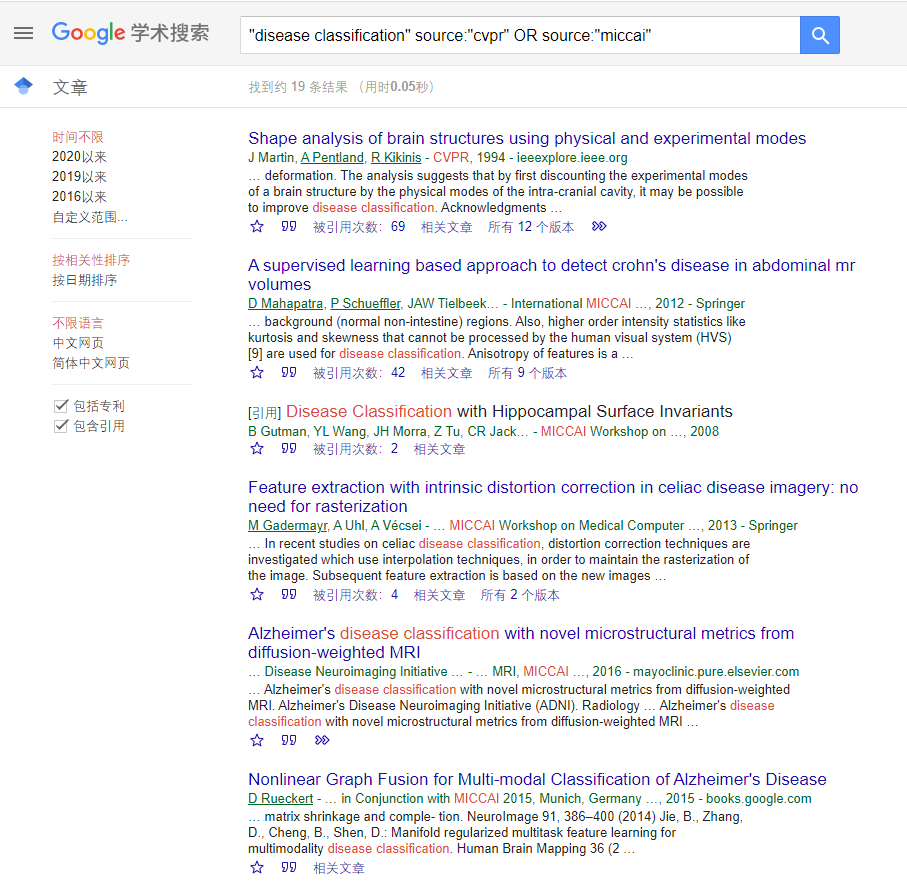 Google 学术搜索
"disease classification" source:"cvpr" OR source:"miccai"
文章
找到约 19 条结果 （用时0.05秒）
时间不限
2020以来
2019以来
2016以来
自定义范围...
按相关性排序
按日期排序
不限语言
中文网页
简体中文网页
包括专利
包含引用
Shape analysis of brain structures using physical and experimental modes
J Martin, A Pentland, R Kikinis - CVPR, 1994 - ieeexplore.ieee.org
… deformation. The analysis suggests that by first discounting the experimental modes
of a brain structure by the physical modes of the intra-cranial cavity, it may be possible
to improve disease classification. Acknowledgments …
被引用次数：69 相关文章 所有 12 个版本
A supervised learning based approach to detect crohn's disease in abdominal mr
volumes
D Mahapatra, P Schueffler, JAW Tielbeek… - International MICCAI …, 2012 - Springer
… background (normal non-intestine) regions. Also, higher order intensity statistics like
kurtosis and skewness that cannot be processed by the human visual system (HVS)
[9] are used for disease classification. Anisotropy of features is a …
被引用次数：42 相关文章 所有 9 个版本
[引用] Disease Classification with Hippocampal Surface Invariants
B Gutman, YL Wang, JH Morra, Z Tu, CR Jack… - MICCAI Workshop on …, 2008
被引用次数：2 相关文章
Feature extraction with intrinsic distortion correction in celiac disease imagery: no
need for rasterization
M Gadermayr, A Uhl, A Vécsei - … MICCAI Workshop on Medical Computer …, 2013 - Springer
… In recent studies on celiac disease classification, distortion correction techniques are
investigated which use interpolation techniques, in order to maintain the rasterization of
the image. Subsequent feature extraction is based on the new images …
被引用次数：4 相关文章 所有 2 个版本
Alzheimer's disease classification with novel microstructural metrics from
diffusion-weighted MRI
… Disease Neuroimaging Initiative … - … MRI, MICCAI …, 2016 - mayoclinic.pure.elsevier.com
… Alzheimer's disease classification with novel microstructural metrics from diffusion-weighted
MRI. Alzheimer's Disease Neuroimaging Initiative (ADNI). Radiology … Alzheimer's disease
classification with novel microstructural metrics from diffusion-weighted MRI …
Nonlinear Graph Fusion for Multi-modal Classification of Alzheimer's Disease
D Rueckert - … in Conjunction with MICCAI 2015, Munich, Germany …, 2015 - books.google.com
… matrix shrinkage and comple- tion. NeuroImage 91, 386–400 (2014) Jie, B., Zhang,
D., Cheng, B., Shen, D.: Manifold regularized multitask feature learning for
multimodality disease classification. Human Brain Mapping 36 (2 …
相关文章